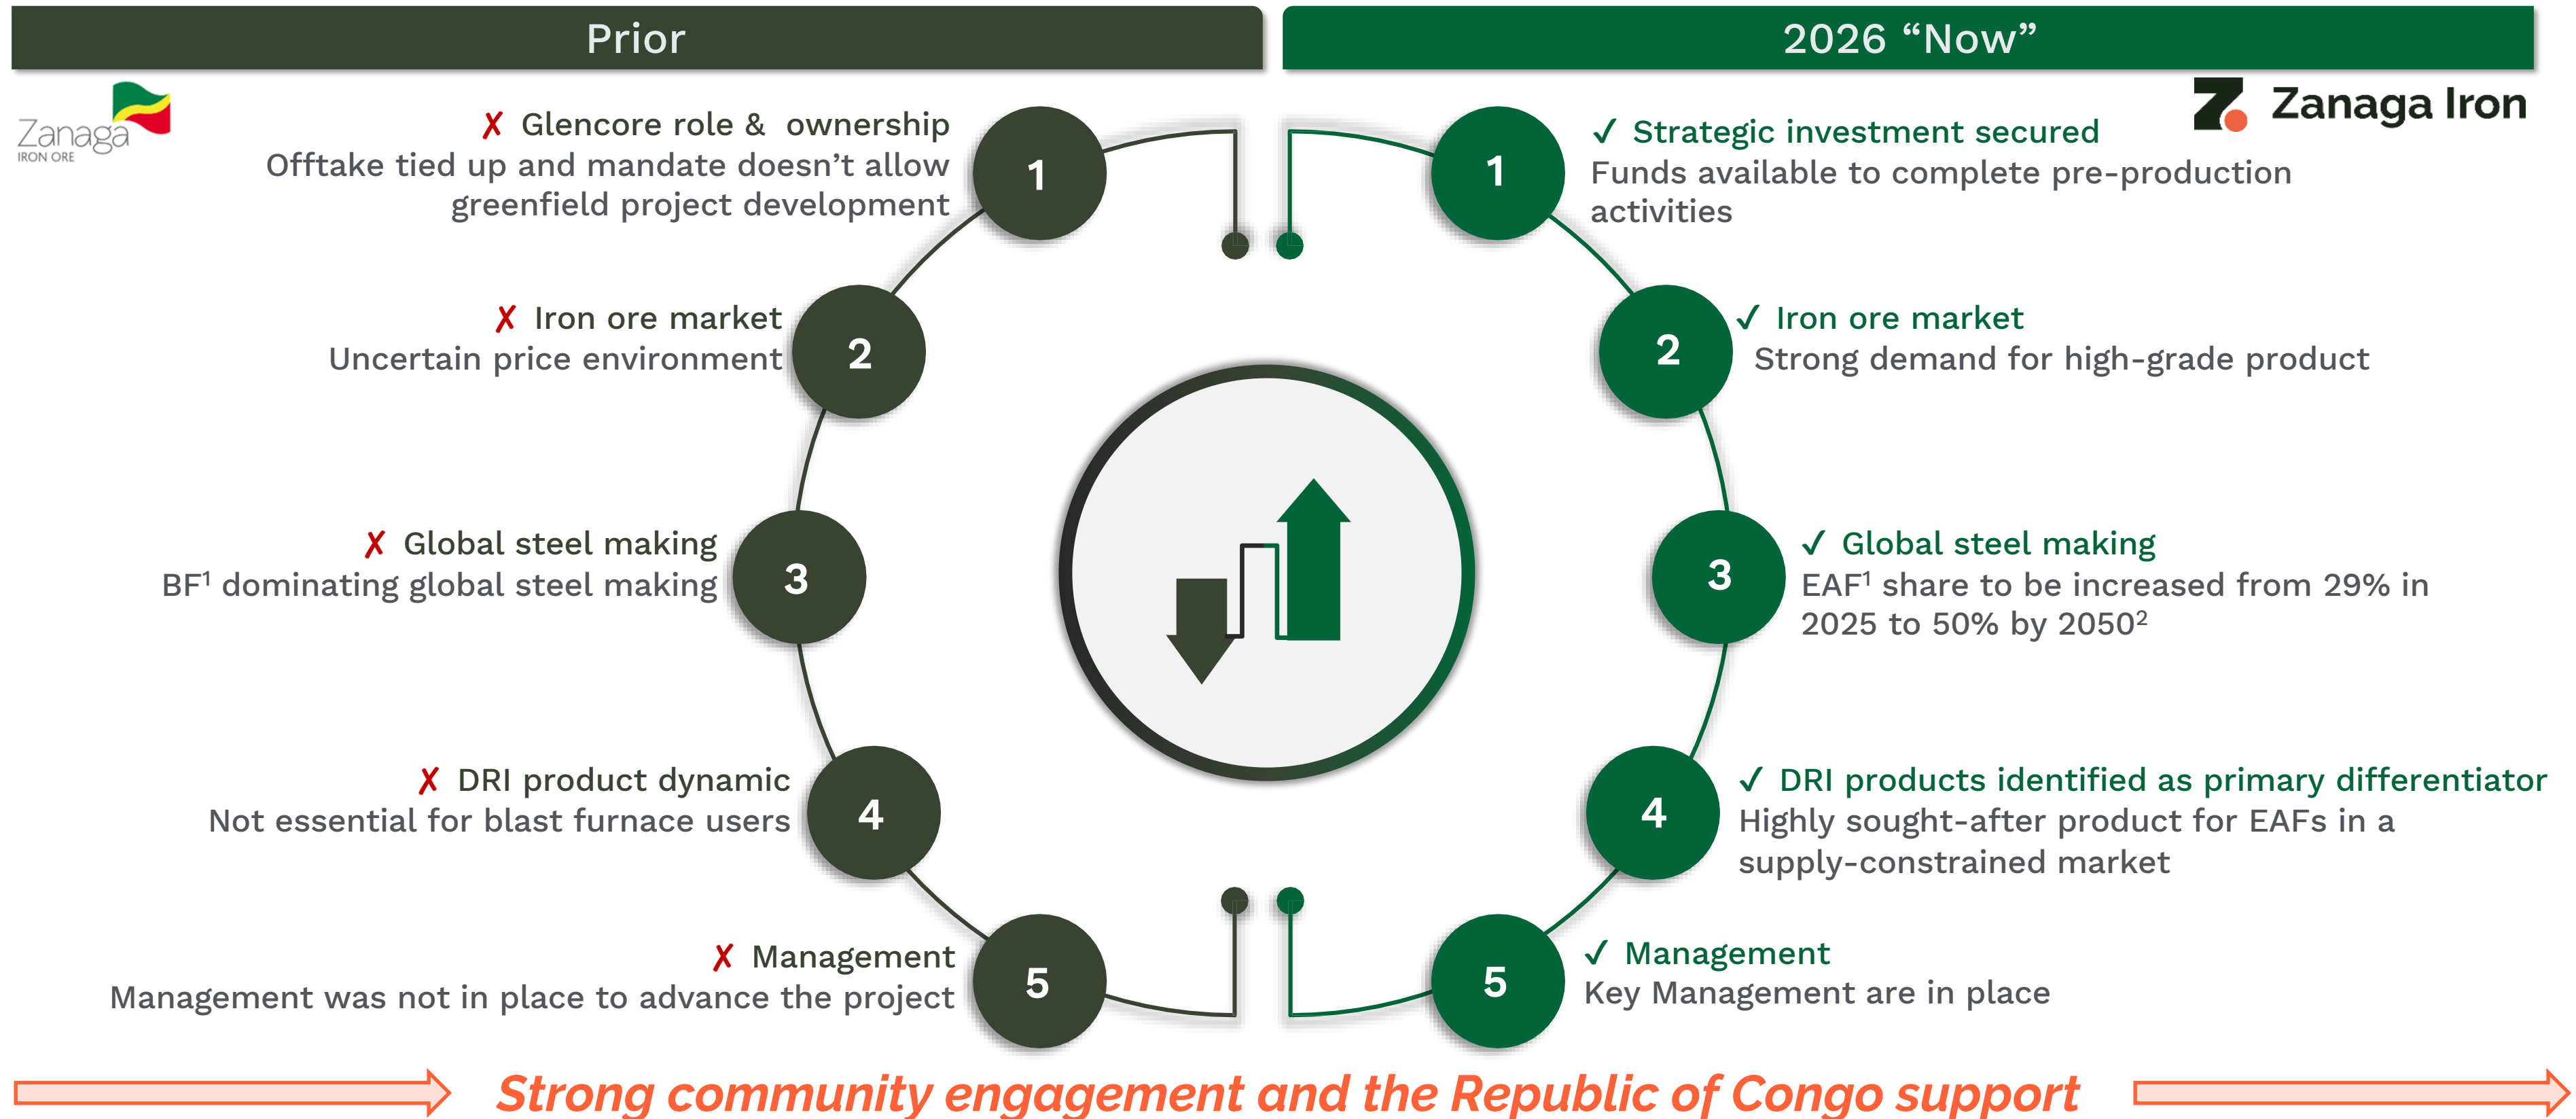 Prior
Zanaga
IRON ORE
✗ Glencore role & ownership
Offtake tied up and mandate doesn’t allow
greenfield project development
1
✗ Iron ore market
Uncertain price environment
2
✗ Global steel making
BF¹ dominating global steel making
3
✗ DRI product dynamic
Not essential for blast furnace users
4
✗ Management
Management was not in place to advance the project
5
2026 “Now”
Zanaga Iron
1
✓ Strategic investment secured
Funds available to complete pre-production
activities
2
✓ Iron ore market
Strong demand for high-grade product
3
✓ Global steel making
EAF¹ share to be increased from 29% in
2025 to 50% by 2050²
4
✓ DRI products identified as primary differentiator
Highly sought-after product for EAFs in a
supply-constrained market
5
✓ Management
Key Management are in place
Strong community engagement and the Republic of Congo support